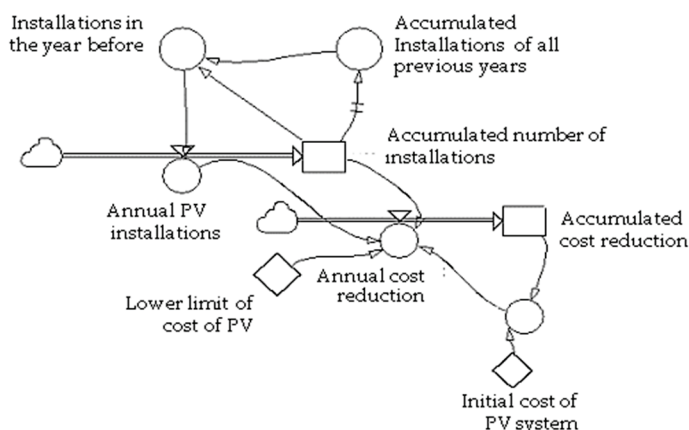 Installations in
the year before
Accumulated
Installations of all
previous years
Accumulated number of
installations
Annual PV
installations
Accumulated
cost reduction
Annual cost
reduction
Lower limit of
cost of PV
Initial cost of
PV system